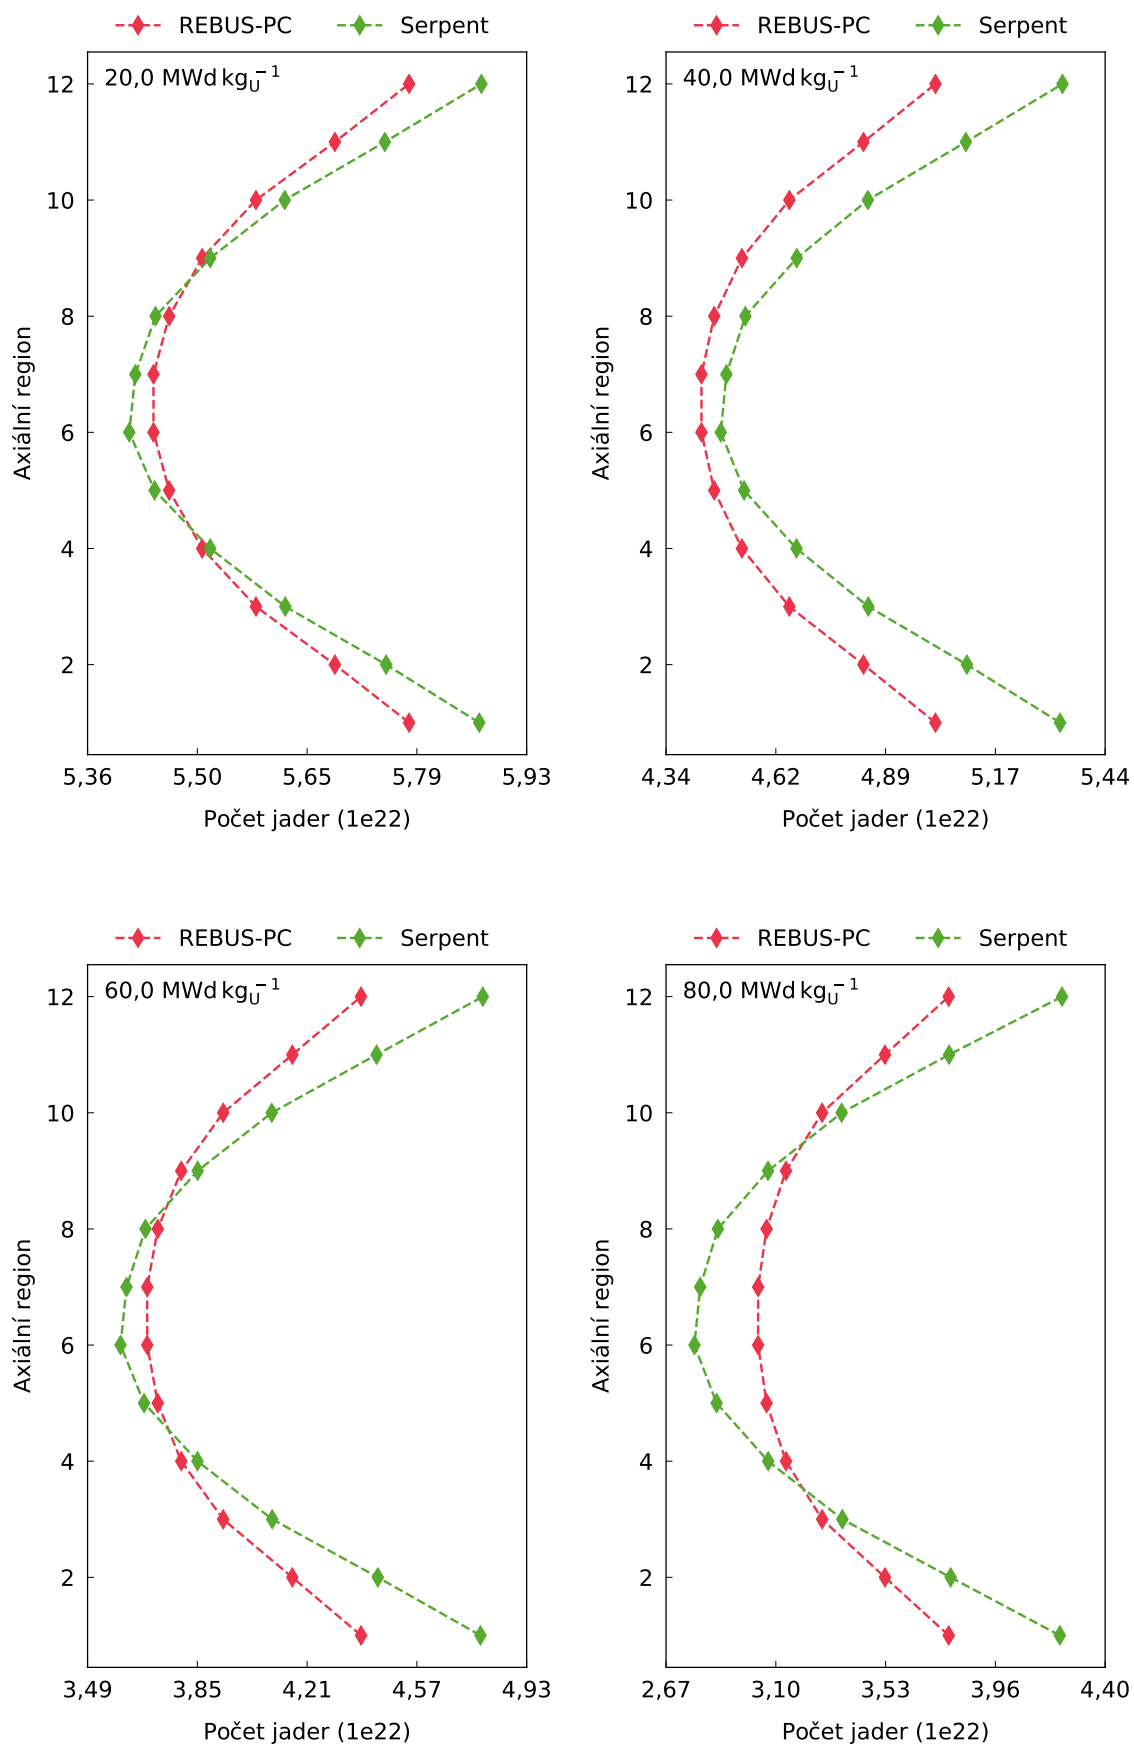 REBUS-PC Serpent
20,0 MWd kg_U^−1
12
10
8
6
4
2
Axiální region
5,36 5,50 5,65 5,79 5,93
Počet jader (1e22)
REBUS-PC Serpent
40,0 MWd kg_U^−1
12
10
8
6
4
2
Axiální region
4,34 4,62 4,89 5,17 5,44
Počet jader (1e22)
REBUS-PC Serpent
60,0 MWd kg_U^−1
12
10
8
6
4
2
Axiální region
3,49 3,85 4,21 4,57 4,93
Počet jader (1e22)
REBUS-PC Serpent
80,0 MWd kg_U^−1
12
10
8
6
4
2
Axiální region
2,67 3,10 3,53 3,96 4,40
Počet jader (1e22)